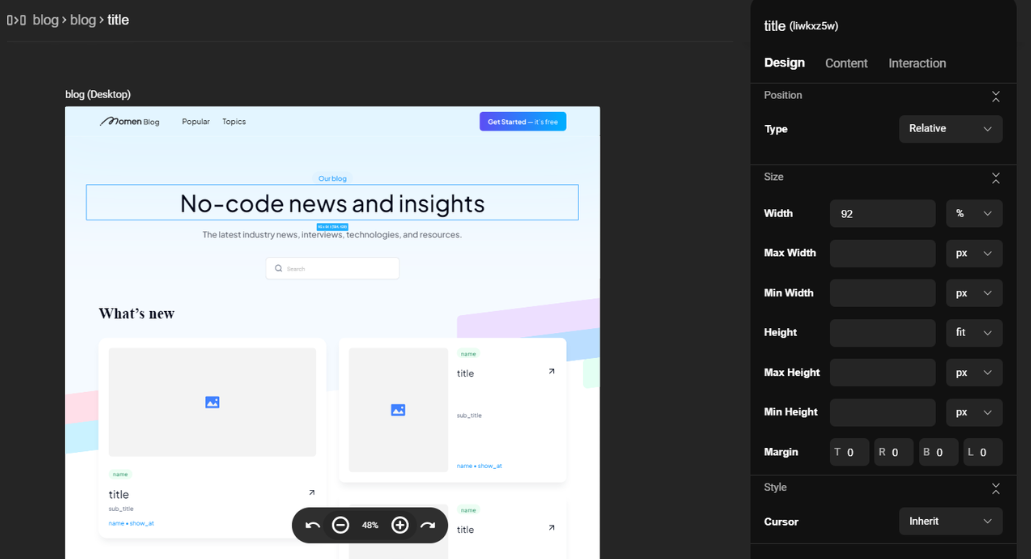 blog › blog › title
title (liwkxz5w)
Design Content Interaction
Position
Type Relative
Size
Width 92 %
Max Width px
Min Width px
Height fit
Max Height px
Min Height px
Margin T 0 R 0 B 0 L 0
Style
Cursor Inherit
blog (Desktop)
Momen Blog Popular Topics Get Started — it's free
Our blog
No-code news and insights
The latest industry news, interviews, technologies, and resources.
Search
What's new
name
title
sub_title
name • show_at
name
title
sub_title
name • show_at
name
title
48%